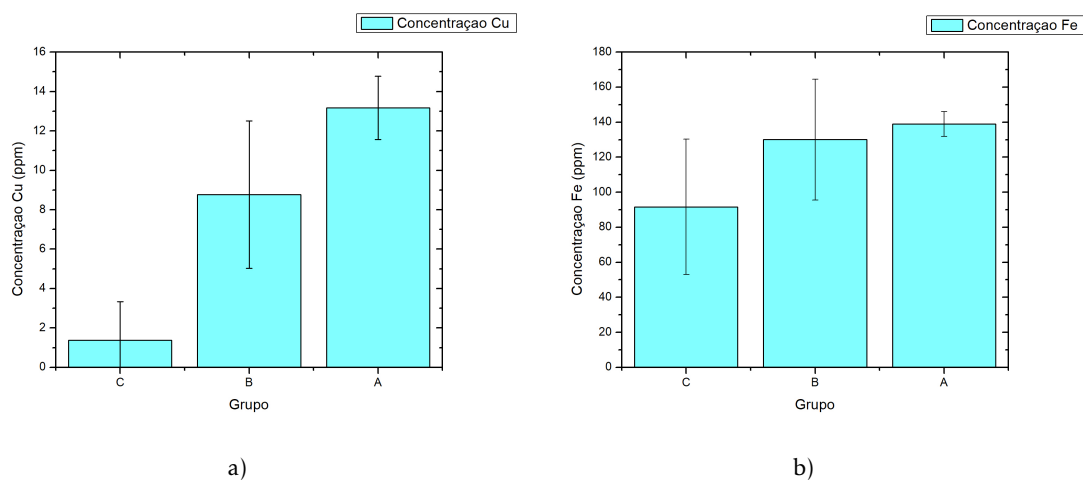 Concentraçao Cu
16
14
12
10
8
6
4
2
0
Concentraçao Cu (ppm)
C B A
Grupo
a)
Concentraçao Fe
180
160
140
120
100
80
60
40
20
0
Concentraçao Fe (ppm)
C B A
Grupo
b)